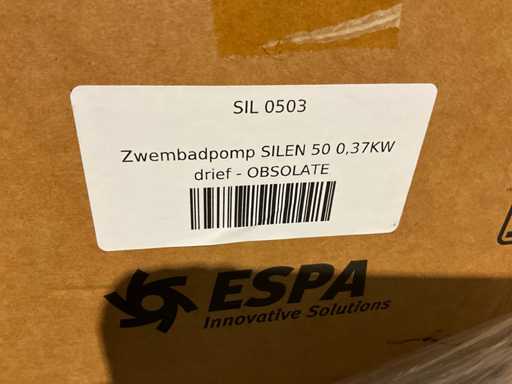 SIL 0503
Zwembadpomp SILEN 50 0,37KW
drief - OBSOLATE
ESPA
Innovative Solutions